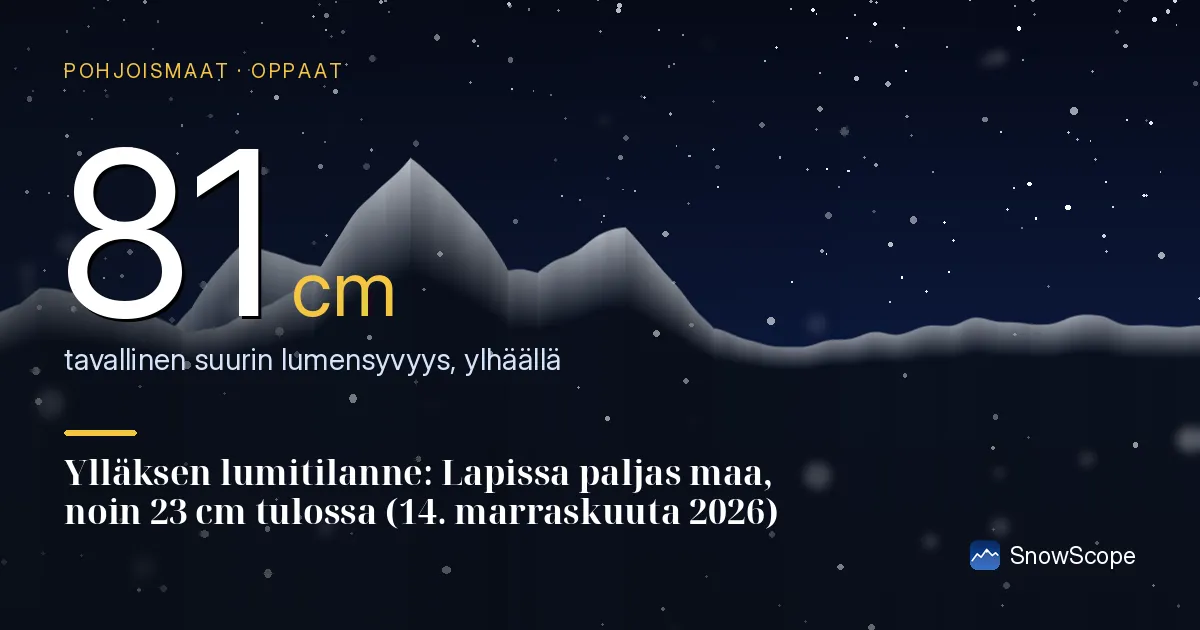 POHJOISMAAT · OPPAAT
81 cm
tavallinen suurin lumensyvyys, ylhäällä
Ylläksen lumitilanne: Lapissa paljas maa,
noin 23 cm tulossa (14. marraskuuta 2026)
SnowScope